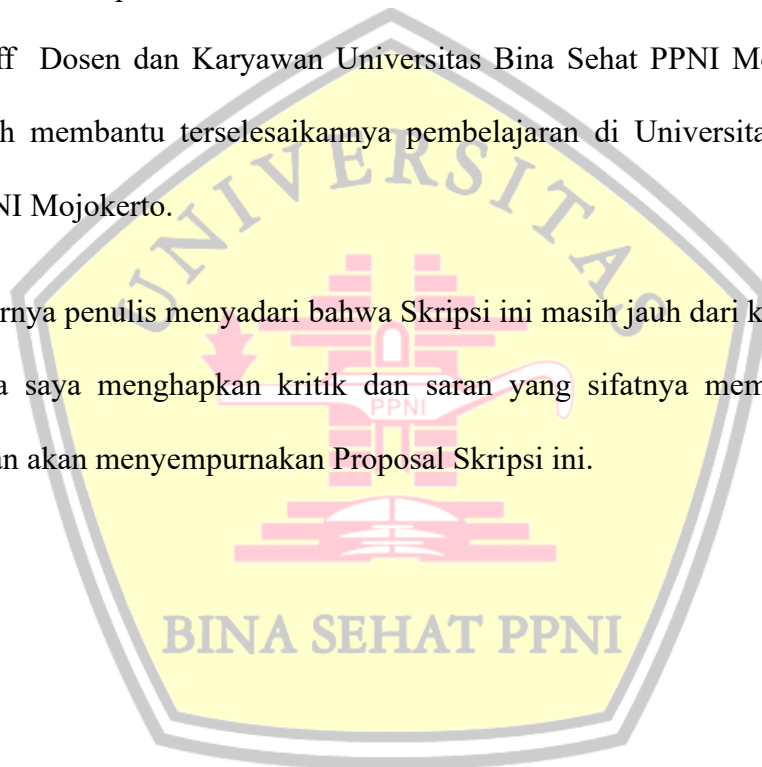 ff Dosen dan Karyawan Universitas Bina Sehat PPNI Mo
h membantu terselesaikannya pembelajaran di Universita
NI Mojokerto.
UNIVERSITAS
rnya penulis menyadari bahwa Skripsi ini masih jauh dari k
a saya menghapkan kritik dan saran yang sifatnya mem
PPNI
an akan menyempurnakan Proposal Skripsi ini.
BINA SEHAT PPNI